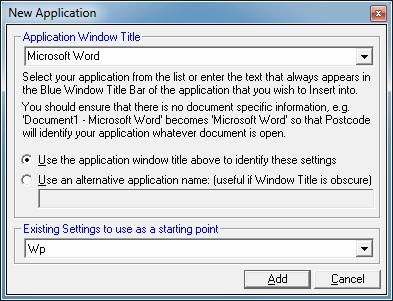 New Application
Application Window Title
Microsoft Word
Select your application from the list or enter the text that always appears
in the Blue Window Title Bar of the application that you wish to Insert into.
You should ensure that there is no document specific information, e.g.
'Document1 - Microsoft Word' becomes 'Microsoft Word' so that Postcode
will identify your application whatever document is open.
Use the application window title above to identify these settings
Use an alternative application name: (useful if Window Title is obscure)
Existing Settings to use as a starting point
Wp
Add
Cancel